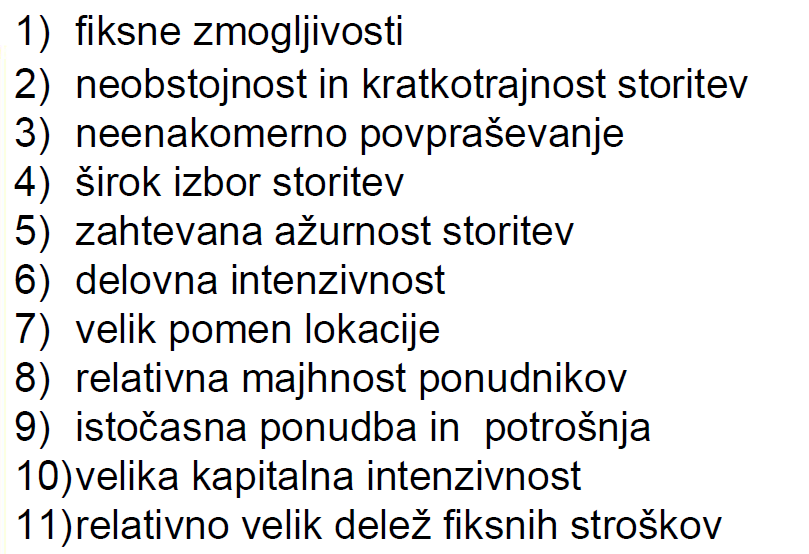 1) fiksne zmogljivosti
2) neobstojnost in kratkotrajnost storitev
3) neenakomerno povpraševanje
4) širok izbor storitev
5) zahtevana ažurnost storitev
6) delovna intenzivnost
7) velik pomen lokacije
8) relativna majhnost ponudnikov
9) istočasna ponudba in  potrošnja
10)velika kapitalna intenzivnost
11)relativno velik delež fiksnih stroškov